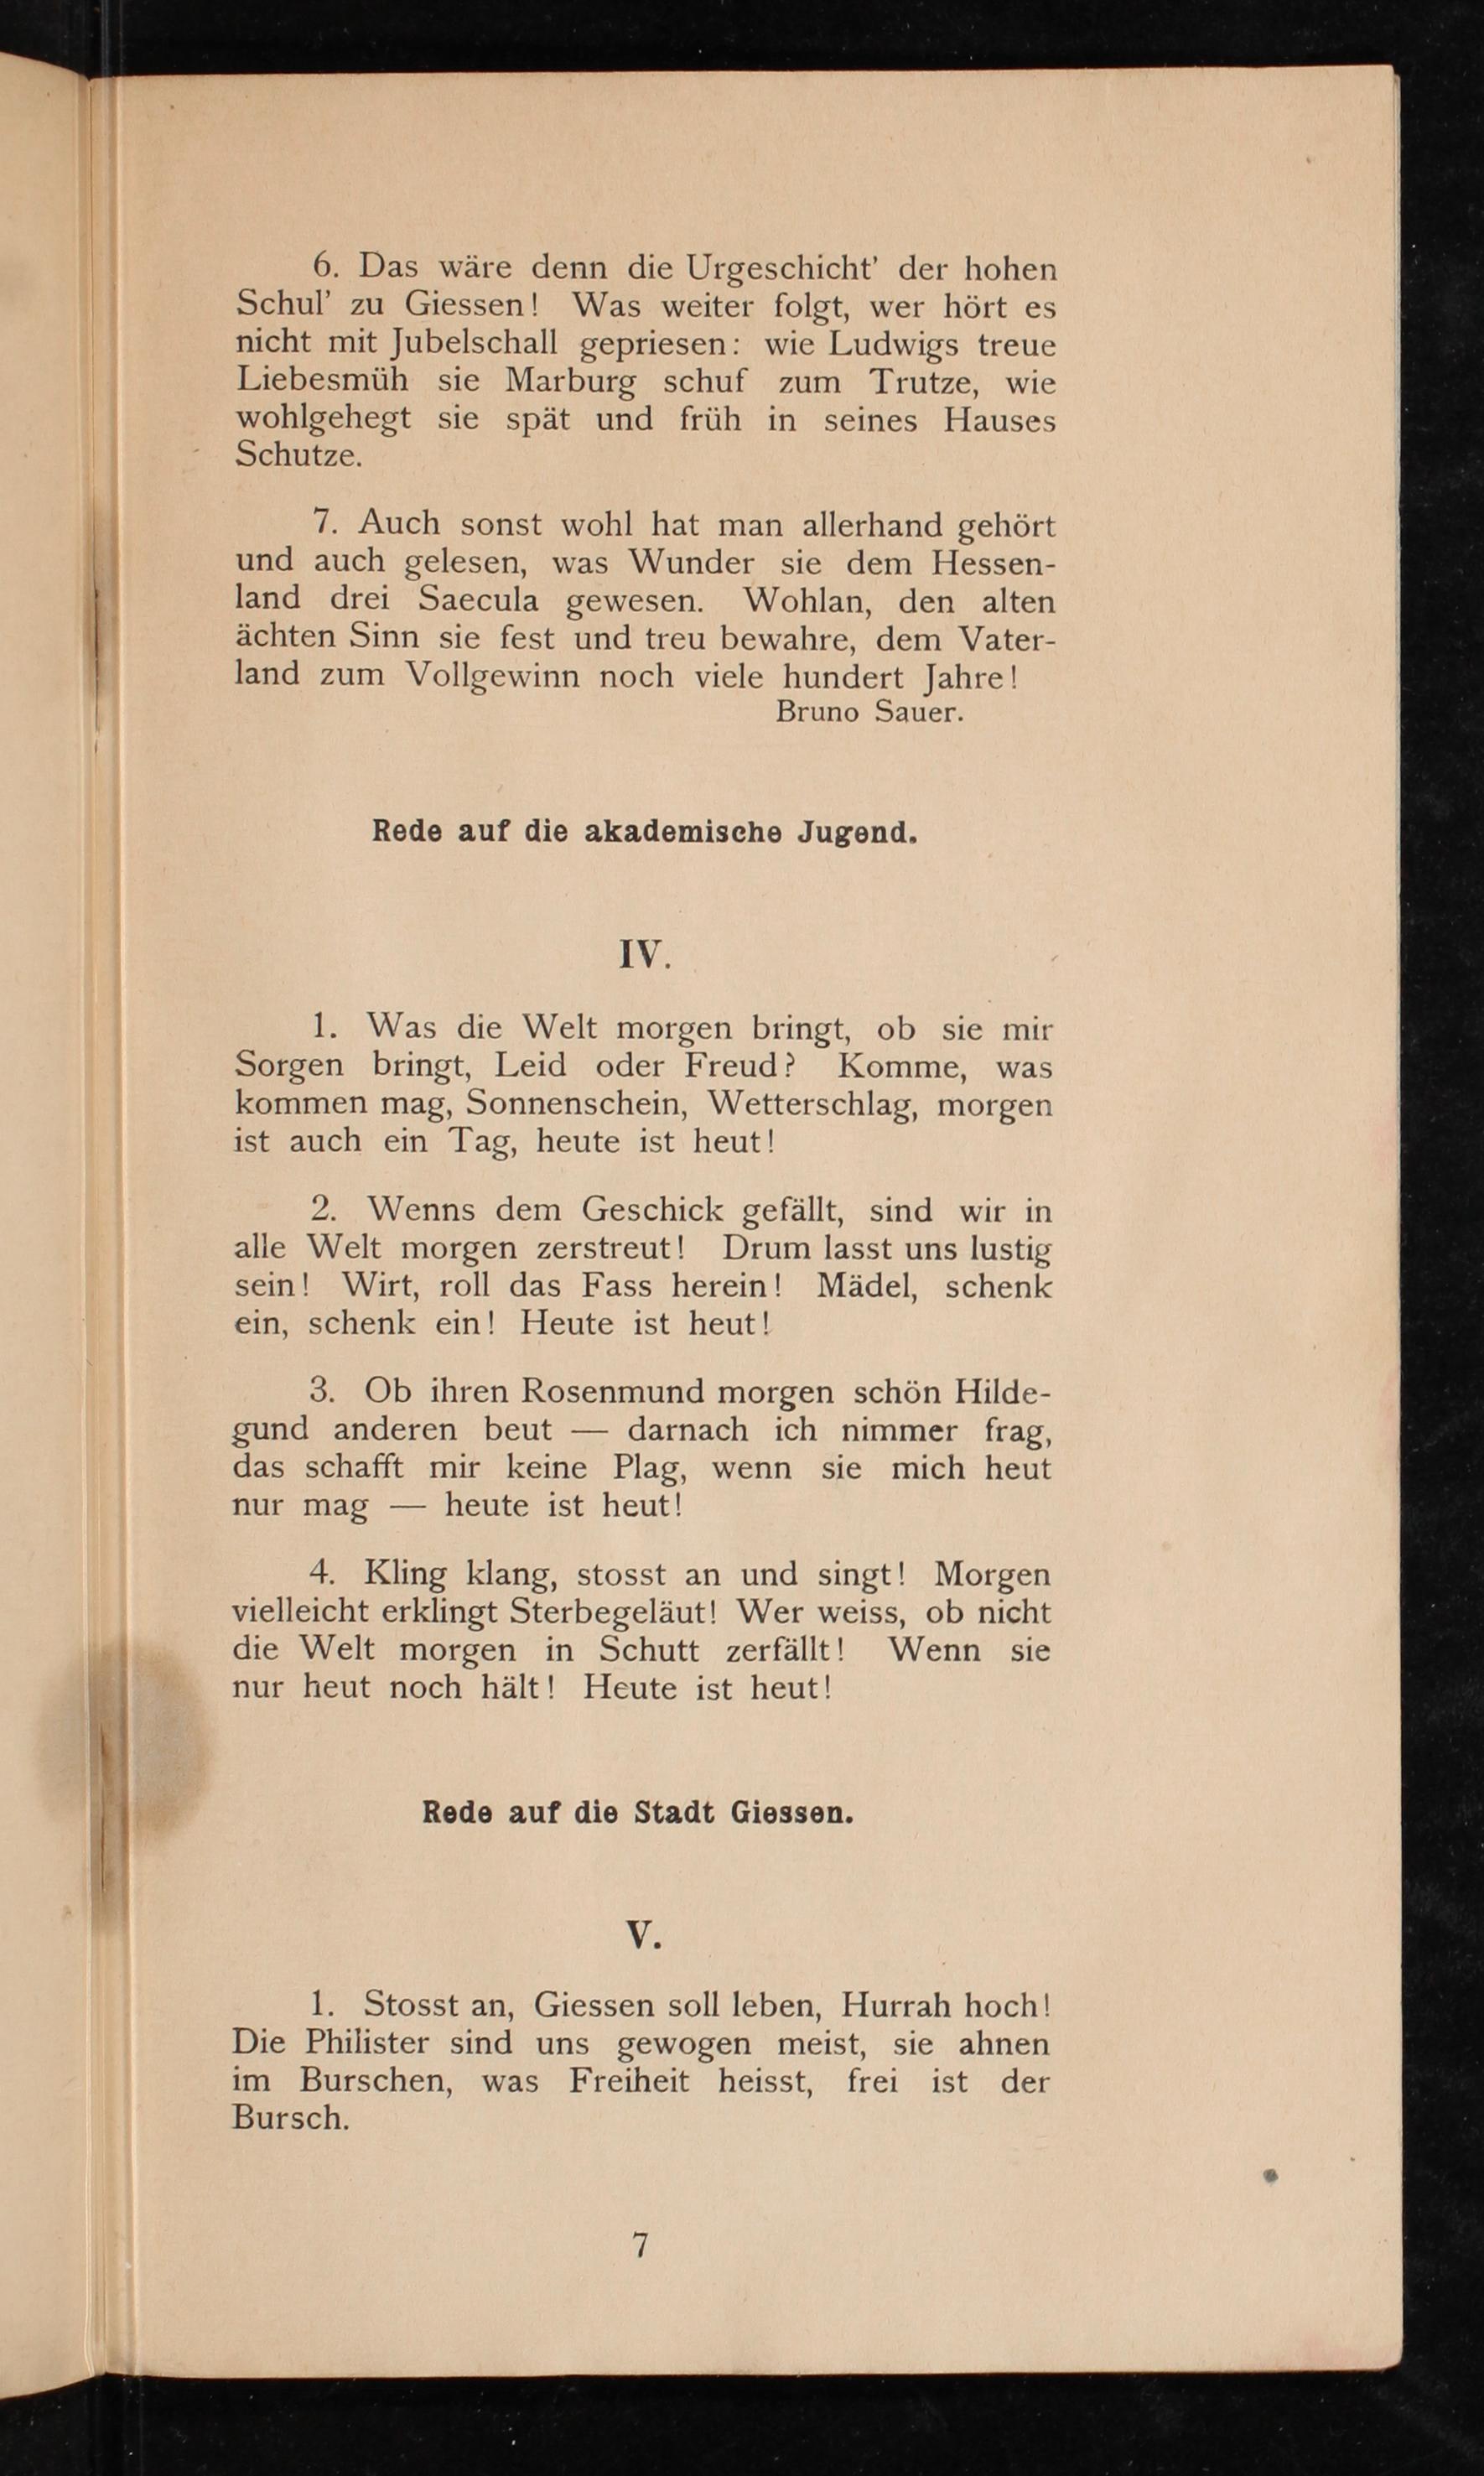 6. Das wäre denn die Urgeschicht’ der hohen
Schul’ zu Giessen! Was weiter folgt, wer hört es
nicht mit Jubelschall gepriesen: wie Ludwigs treue
Liebesmüh sie Marburg schuf zum Trutze, wie
wohlgehegt sie spät und früh in seines Hauses
Schutze.
7. Auch sonst wohl hat man allerhand gehört
und auch gelesen, was Wunder sie dem Hessen-
land drei Saecula gewesen. Wohlan, den alten
ächten Sinn sie fest und treu bewahre, dem Vater-
land zum Vollgewinn noch viele hundert Jahre!
Bruno Sauer.
Rede auf die akademische Jugend.
IV.
1. Was die Welt morgen bringt, ob sie mir
Sorgen bringt, Leid oder Freud? Komme, was
kommen mag, Sonnenschein, Wetterschlag, morgen
ist auch ein Tag, heute ist heut!
2. Wenns dem Geschick gefällt, sind wir in
alle Welt morgen zerstreut! Drum lasst uns lustig
sein! Wirt, roll das Fass herein! Mädel, schenk
ein, schenk ein! Heute ist heut!
3. Ob ihren Rosenmund morgen schön Hilde-
gund anderen beut — darnach ich nimmer frag,
das schafft mir keine Plag, wenn sie mich heut
nur mag — heute ist heut!
4. Kling klang, stosst an und singt! Morgen
vielleicht erklingt Sterbegeläut! Wer weiss, ob nicht
die Welt morgen in Schutt zerfällt! Wenn sie
nur heut noch hält! Heute ist heut!
Rede auf die Stadt Giessen.
V.
1. Stosst an, Giessen soll leben, Hurrah hoch!
Die Philister sind uns gewogen meist, sie ahnen
im Burschen, was Freiheit heisst, frei ist der
Bursch.
7